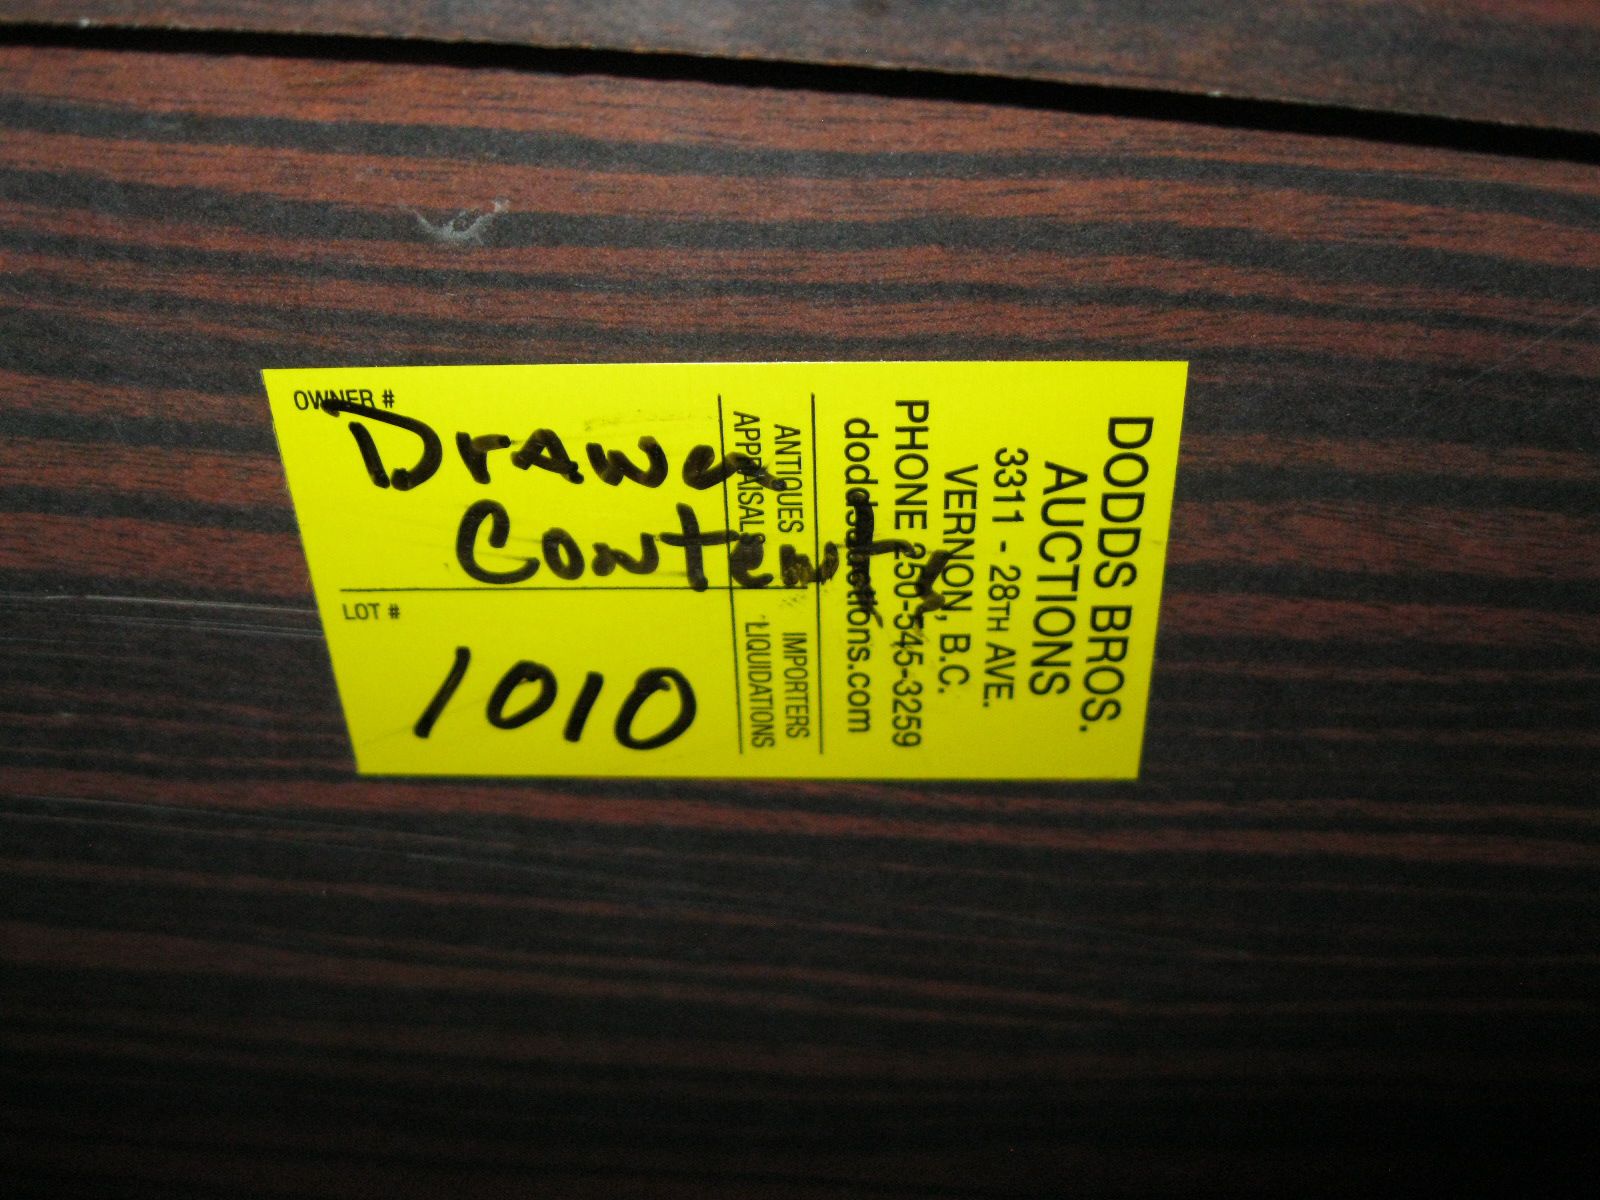 OWNER #
Drawer
Contents
LOT #
1010
DODDS BROS.
AUCTIONS
3311 - 28TH AVE.
VERNON, B.C.
PHONE 250-545-3259
doddsauctions.com
ANTIQUES IMPORTERS
APPRAISALS LIQUIDATIONS